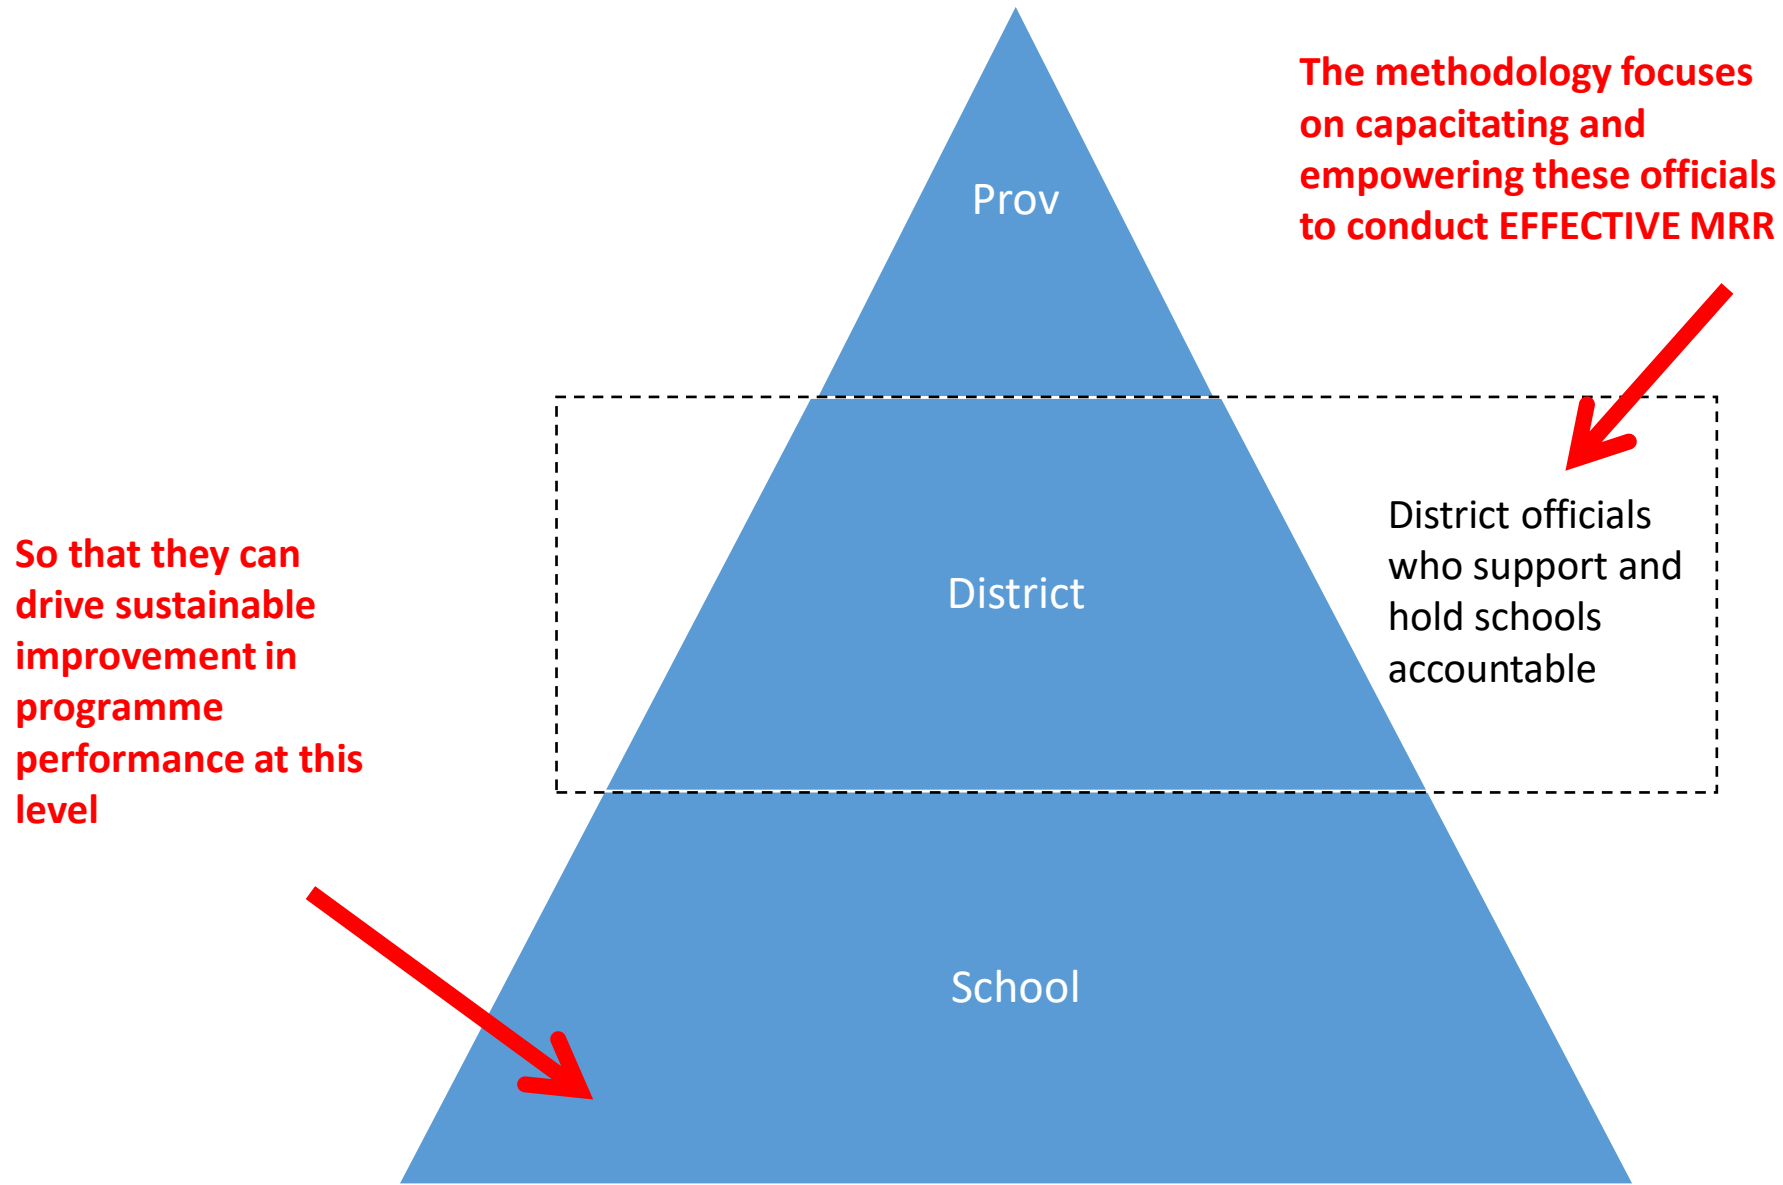 The methodology focuses
on capacitating and
empowering these officials
to conduct EFFECTIVE MRR
Prov
District officials
who support and
hold schools
accountable
District
So that they can
drive sustainable
improvement in
programme
performance at this
level
School